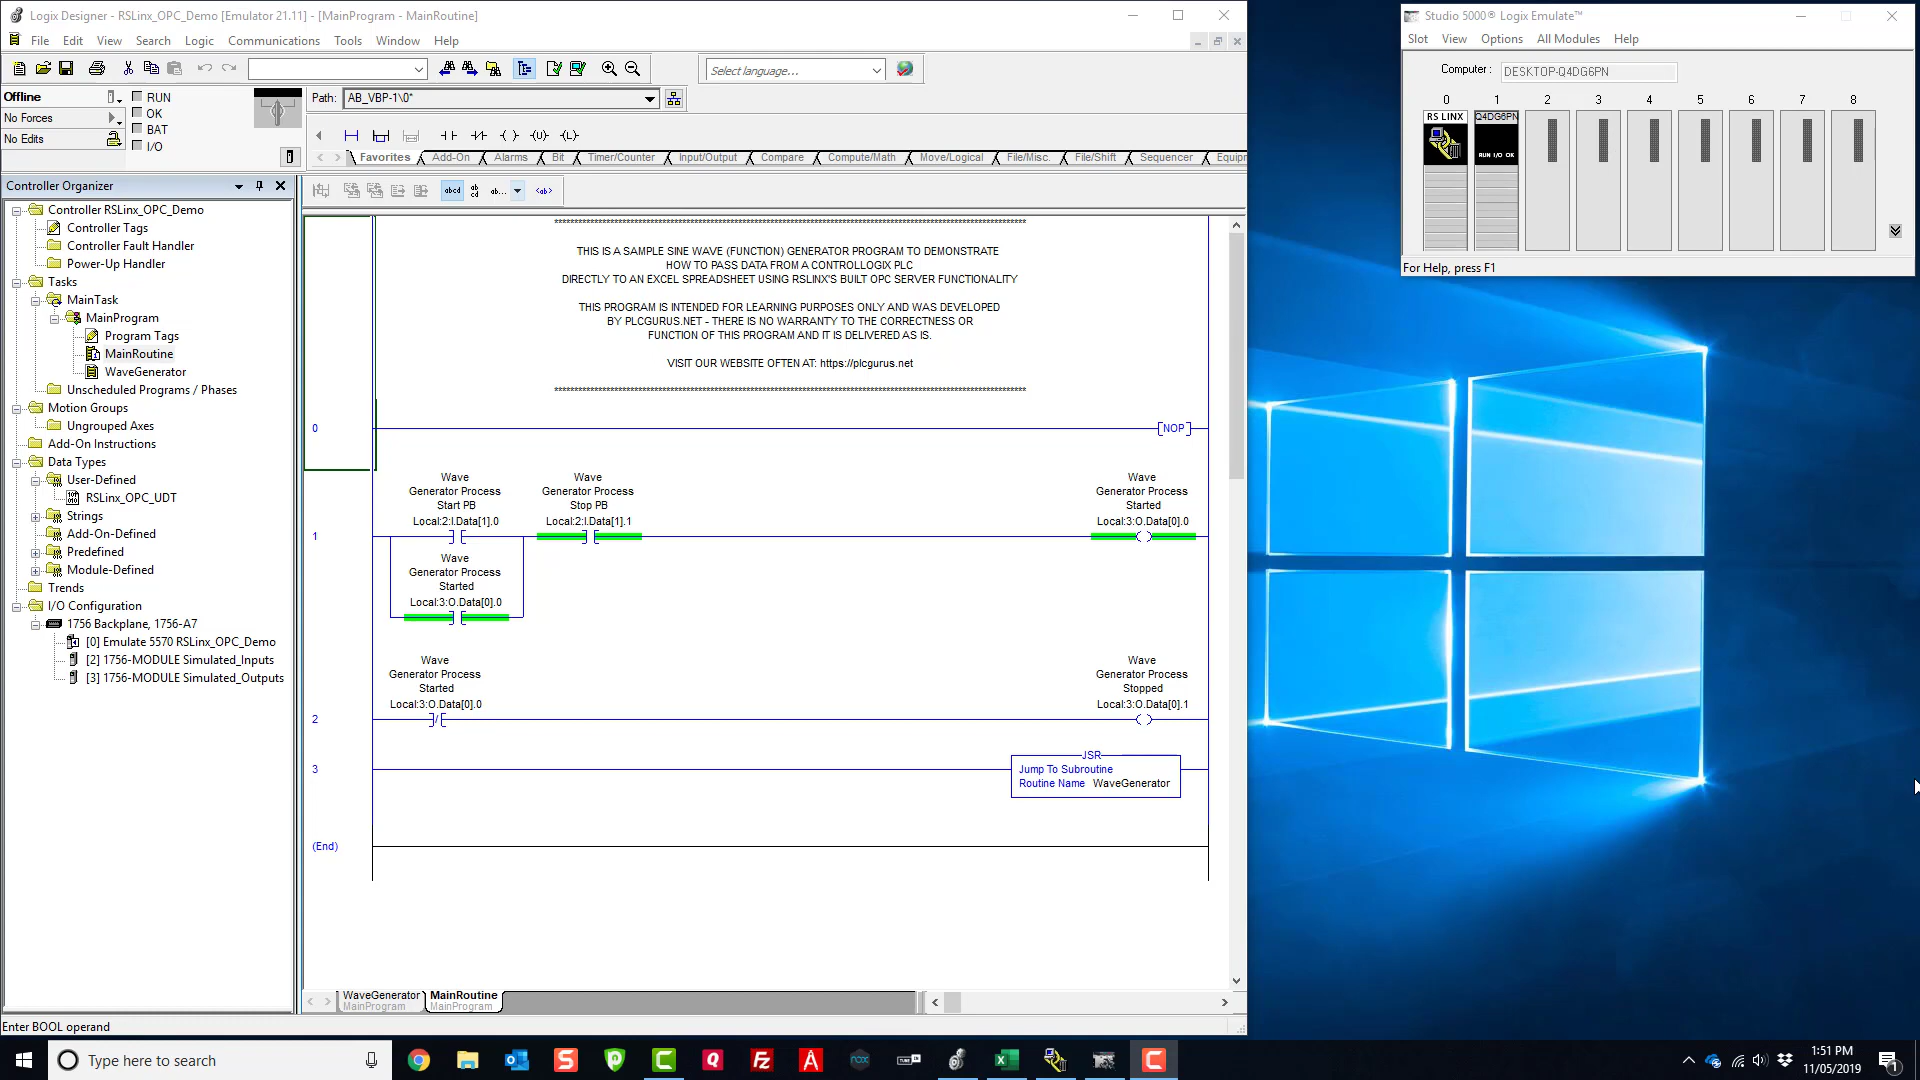 Logix Designer - RSLinx_OPC_Demo [Emulator 21.11] - [MainProgram - MainRoutine]
File Edit View Search Logic Communications Tools Window Help
Select language...
Offline
RUN
No Forces
OK
No Edits
BAT
I/O
Path: AB_VBP-1\0*
Favorites Add-On Alarms Bit Timer/Counter Input/Output Compare Compute/Math Move/Logical File/Misc. File/Shift Sequencer Equip
Controller Organizer
Controller RSLinx_OPC_Demo
Controller Tags
Controller Fault Handler
Power-Up Handler
Tasks
MainTask
MainProgram
Program Tags
MainRoutine
WaveGenerator
Unscheduled Programs / Phases
Motion Groups
Ungrouped Axes
Add-On Instructions
Data Types
User-Defined
RSLinx_OPC_UDT
Strings
Add-On-Defined
Predefined
Module-Defined
Trends
I/O Configuration
1756 Backplane, 1756-A7
[0] Emulate 5570 RSLinx_OPC_Demo
[2] 1756-MODULE Simulated_Inputs
[3] 1756-MODULE Simulated_Outputs
THIS IS A SAMPLE SINE WAVE (FUNCTION) GENERATOR PROGRAM TO DEMONSTRATE
HOW TO PASS DATA FROM A CONTROLLOGIX PLC
DIRECTLY TO AN EXCEL SPREADSHEET USING RSLINX'S BUILT OPC SERVER FUNCTIONALITY
THIS PROGRAM IS INTENDED FOR LEARNING PURPOSES ONLY AND WAS DEVELOPED
BY PLCGURUS.NET - THERE IS NO WARRANTY TO THE CORRECTNESS OR
FUNCTION OF THIS PROGRAM AND IT IS DELIVERED AS IS.
VISIT OUR WEBSITE OFTEN AT: https://plcgurus.net
0
NOP
Wave
Generator Process
Start PB
Local:2:I.Data[1].0
Wave
Generator Process
Stop PB
Local:2:I.Data[1].1
Wave
Generator Process
Started
Local:3:O.Data[0].0
1
Wave
Generator Process
Started
Local:3:O.Data[0].0
Wave
Generator Process
Started
Local:3:O.Data[0].0
Wave
Generator Process
Stopped
Local:3:O.Data[0].1
2
3
JSR
Jump To Subroutine
Routine Name WaveGenerator
(End)
WaveGenerator
MainProgram
MainRoutine
MainProgram
Enter BOOL operand
Studio 5000® Logix Emulate™
Slot View Options All Modules Help
Computer : DESKTOP-Q4DG6PN
0 1 2 3 4 5 6 7 8
RS LINX
Q4DG6PN
RUN I/O OK
For Help, press F1
Type here to search
1:51 PM
11/05/2019
1